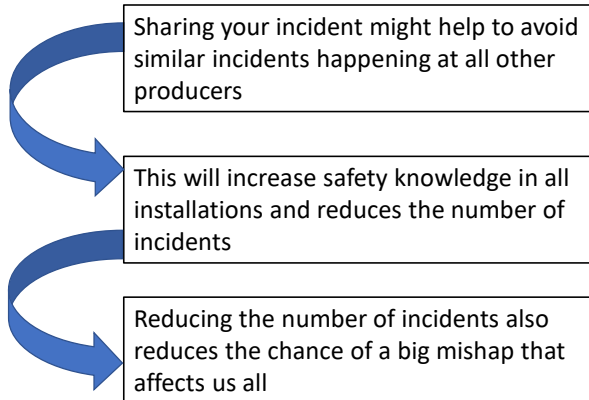 Sharing your incident might help to avoid
similar incidents happening at all other
producers
This will increase safety knowledge in all
installations and reduces the number of
incidents
Reducing the number of incidents also
reduces the chance of a big mishap that
affects us all